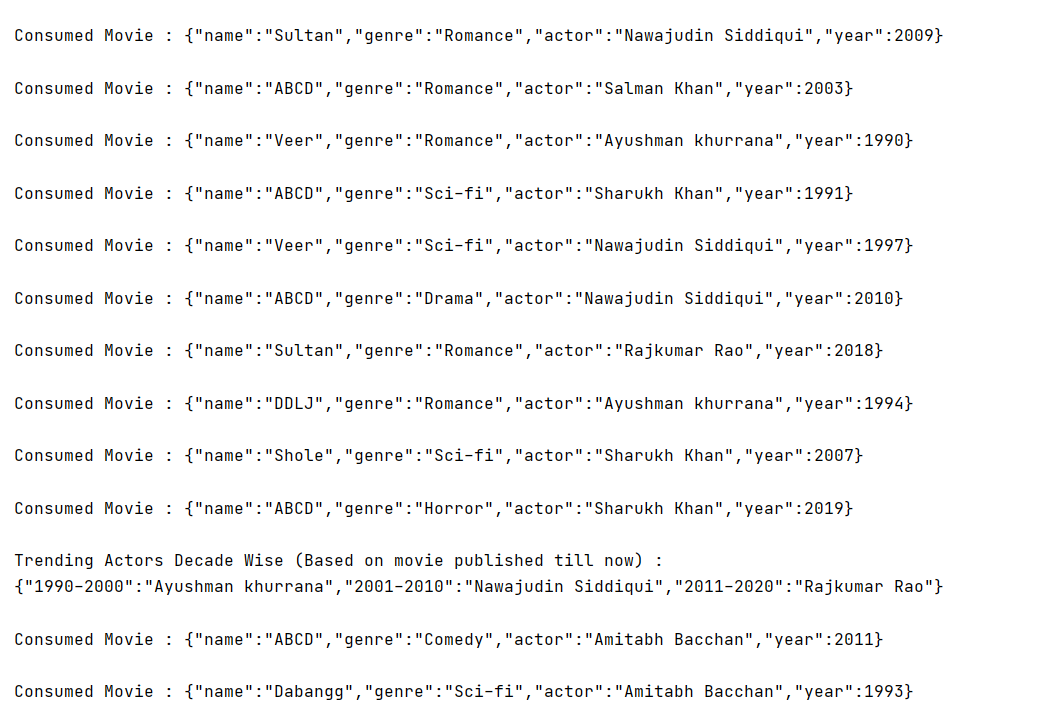 Consumed Movie : {"name":"Sultan","genre":"Romance","actor":"Nawajudin Siddiqui","year":2009}
Consumed Movie : {"name":"ABCD","genre":"Romance","actor":"Salman Khan","year":2003}
Consumed Movie : {"name":"Veer","genre":"Romance","actor":"Ayushman khurrana","year":1990}
Consumed Movie : {"name":"ABCD","genre":"Sci-fi","actor":"Sharukh Khan","year":1991}
Consumed Movie : {"name":"Veer","genre":"Sci-fi","actor":"Nawajudin Siddiqui","year":1997}
Consumed Movie : {"name":"ABCD","genre":"Drama","actor":"Nawajudin Siddiqui","year":2010}
Consumed Movie : {"name":"Sultan","genre":"Romance","actor":"Rajkumar Rao","year":2018}
Consumed Movie : {"name":"DDLJ","genre":"Romance","actor":"Ayushman khurrana","year":1994}
Consumed Movie : {"name":"Shole","genre":"Sci-fi","actor":"Sharukh Khan","year":2007}
Consumed Movie : {"name":"ABCD","genre":"Horror","actor":"Sharukh Khan","year":2019}
Trending Actors Decade Wise (Based on movie published till now) :
{"1990-2000":"Ayushman khurrana","2001-2010":"Nawajudin Siddiqui","2011-2020":"Rajkumar Rao"}
Consumed Movie : {"name":"ABCD","genre":"Comedy","actor":"Amitabh Bacchan","year":2011}
Consumed Movie : {"name":"Dabangg","genre":"Sci-fi","actor":"Amitabh Bacchan","year":1993}